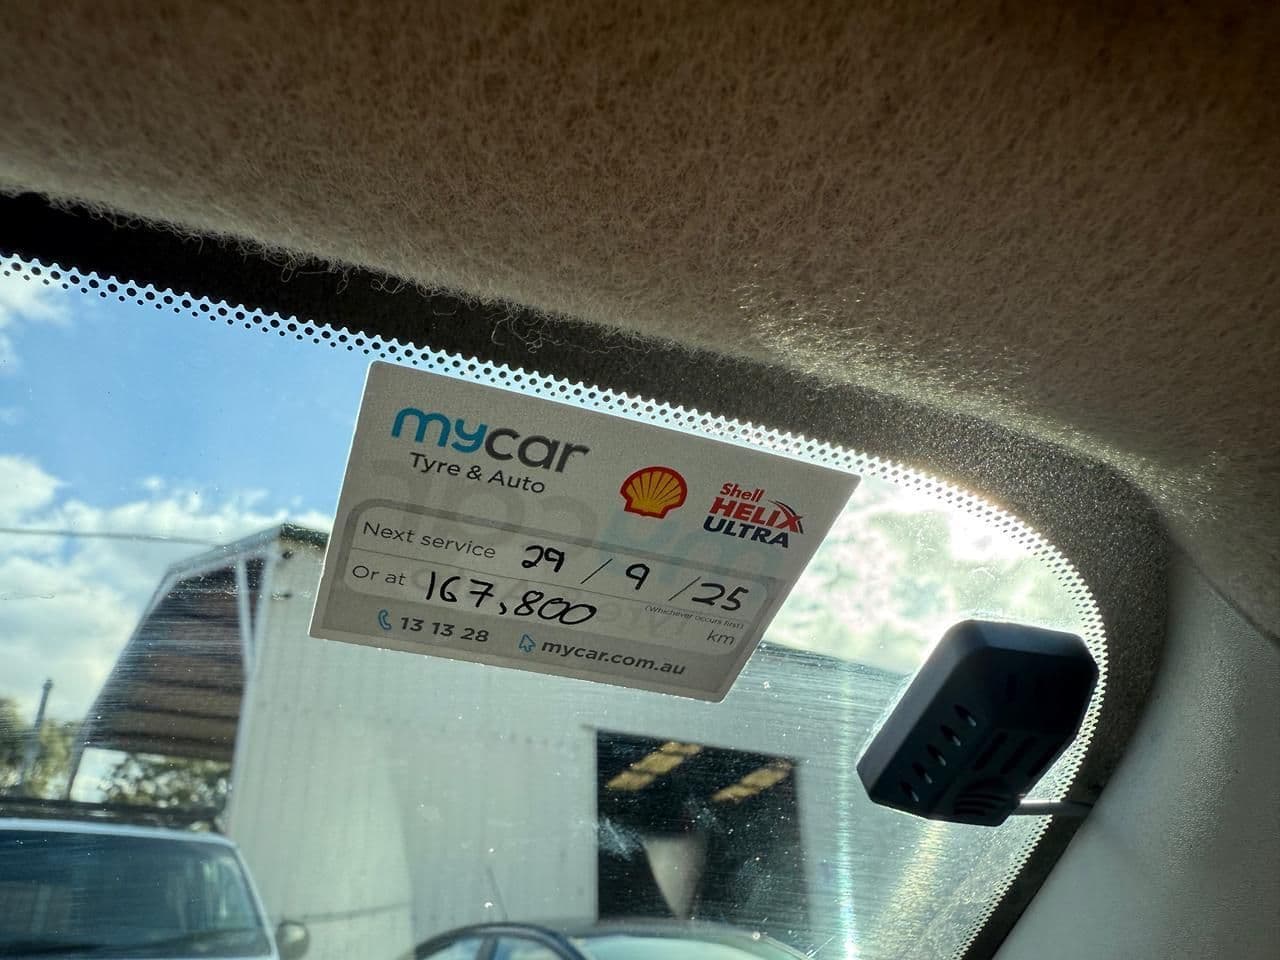 mycar
Tyre & Auto
Shell
HELIX
ULTRA
Next service 29 / 9 / 25
(Whichever occurs first)
Or at 167,800 km
13 13 28 mycar.com.au